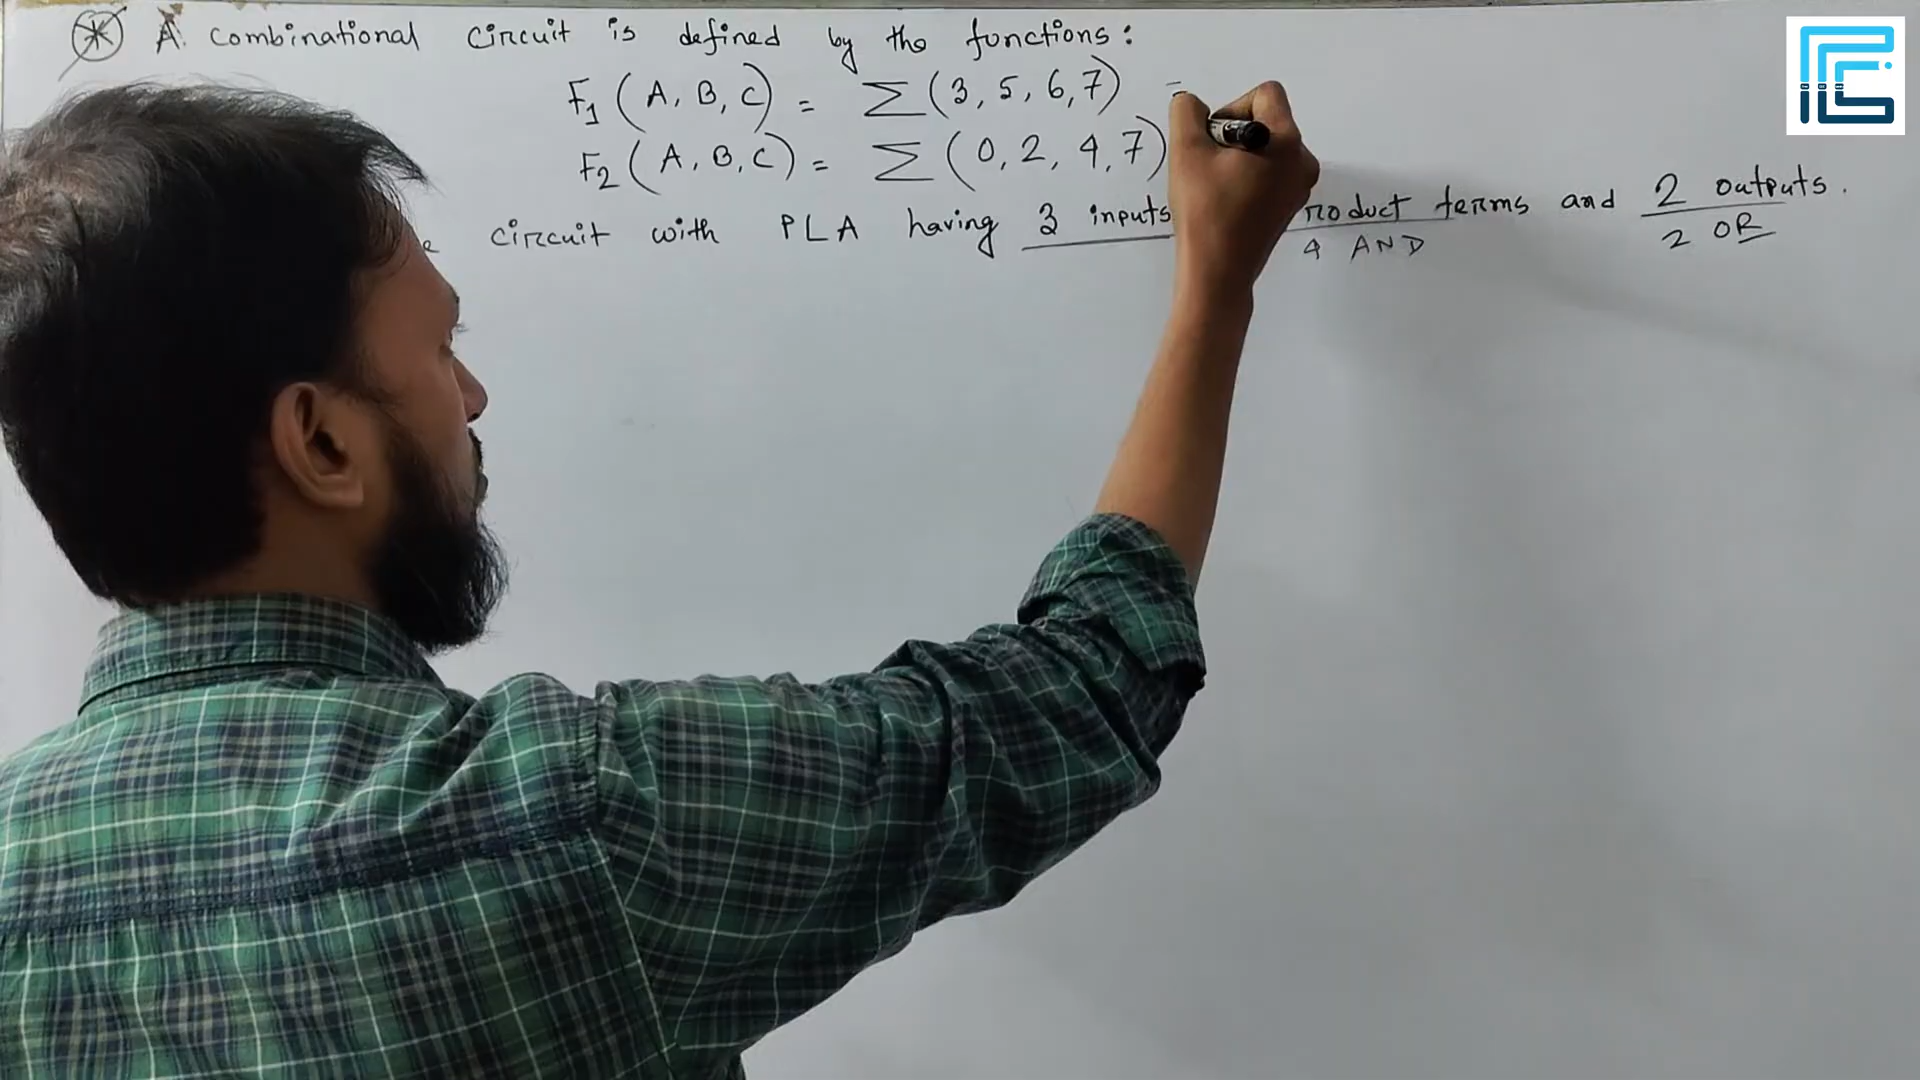 A combinational circuit is defined by the functions:
F1 (A, B, C) = Σ(3, 5, 6, 7) =
F2 (A, B, C) = Σ(0, 2, 4, 7)
circuit with PLA having 3 inputs product terms and 2 outputs.
4 AND 2 OR